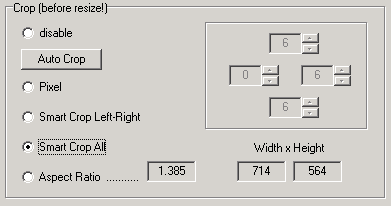 Crop (before resize!)
disable
Auto Crop
6
0 6
6
Pixel
Smart Crop Left-Right
Smart Crop All
Width x Height
Aspect Ratio ........... 1.385 714 564